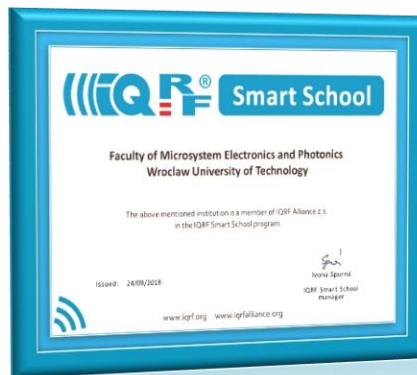 IQRF® Smart School
Faculty of Microsystem Electronics and Photonics
Wroclaw University of Technology
The above mentioned institution is a member of IQRF Alliance z.s
in the IQRF Smart School program.
Ivona Spurná
Issued: 24/09/2018
IQRF Smart School
manager
www.iqrf.org www.iqrfalliance.org